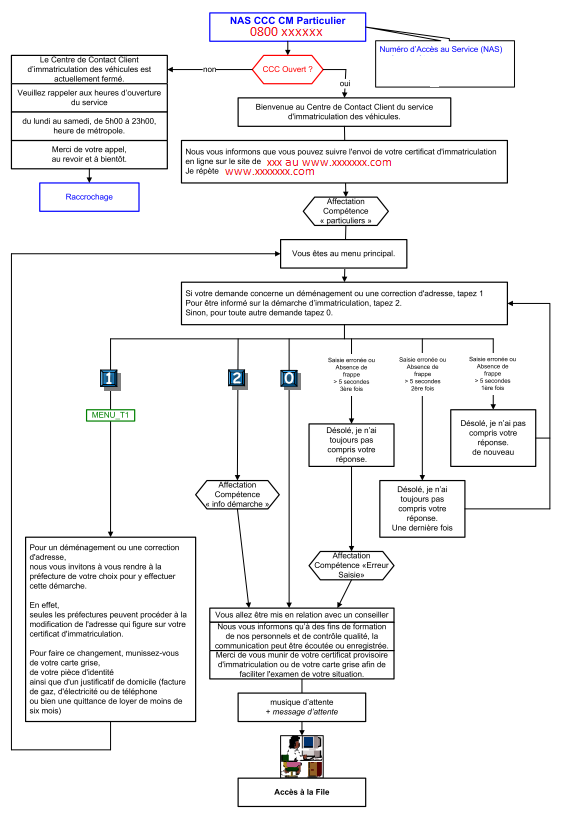 NAS CCC CM Particulier
0800 xxxxxx
Numéro d'Accès au Service (NAS)
Le Centre de Contact Client
d'immatriculation des véhicules est
actuellement fermé.
Veuillez rappeler aux heures d'ouverture
du service
du lundi au samedi, de 5h00 à 23h00,
heure de métropole.
Merci de votre appel,
au revoir et à bientôt.
Raccrochage
non
CCC Ouvert ?
oui
Bienvenue au Centre de Contact Client du service
d'immatriculation des véhicules.
Nous vous informons que vous pouvez suivre l'envoi de votre certificat d'immatriculation
en ligne sur le site de xxx au www.xxxxxxx.com
Je répète www.xxxxxxx.com
Affectation
Compétence
« particuliers »
Vous êtes au menu principal.
Si votre demande concerne un déménagement ou une correction d'adresse, tapez 1
Pour être informé sur la démarche d'immatriculation, tapez 2.
Sinon, pour toute autre demande tapez 0.
1
2
0
Saisie erronée ou
Absence de
frappe
> 5 secondes
3ère fois
Saisie erronée ou
Absence de
frappe
> 5 secondes
2ère fois
Saisie erronée ou
Absence de
frappe
> 5 secondes
1ère fois
MENU_T1
Désolé, je n'ai
toujours pas
compris votre
réponse.
Désolé, je n'ai pas
compris votre
réponse.
de nouveau
Désolé, je n'ai
toujours pas
compris votre
réponse.
Une dernière fois
Affectation
Compétence
« info démarche »
Affectation
Compétence «Erreur
Saisie»
Pour un déménagement ou une correction
d'adresse,
nous vous invitons à vous rendre à la
préfecture de votre choix pour y effectuer
cette démarche.
En effet,
seules les préfectures peuvent procéder à la
modification de l'adresse qui figure sur votre
certificat d'immatriculation.
Pour faire ce changement, munissez-vous
de votre carte grise,
de votre pièce d'identité
ainsi que d'un justificatif de domicile (facture
de gaz, d'électricité ou de téléphone
ou bien une quittance de loyer de moins de
six mois)
Vous allez être mis en relation avec un conseiller
Nous vous informons qu'à des fins de formation
de nos personnels et de contrôle qualité, la
communication peut être écoutée ou enregistrée.
Merci de vous munir de votre certificat provisoire
d'immatriculation ou de votre carte grise afin de
faciliter l'examen de votre situation.
musique d'attente
+ message d'attente
Accès à la File